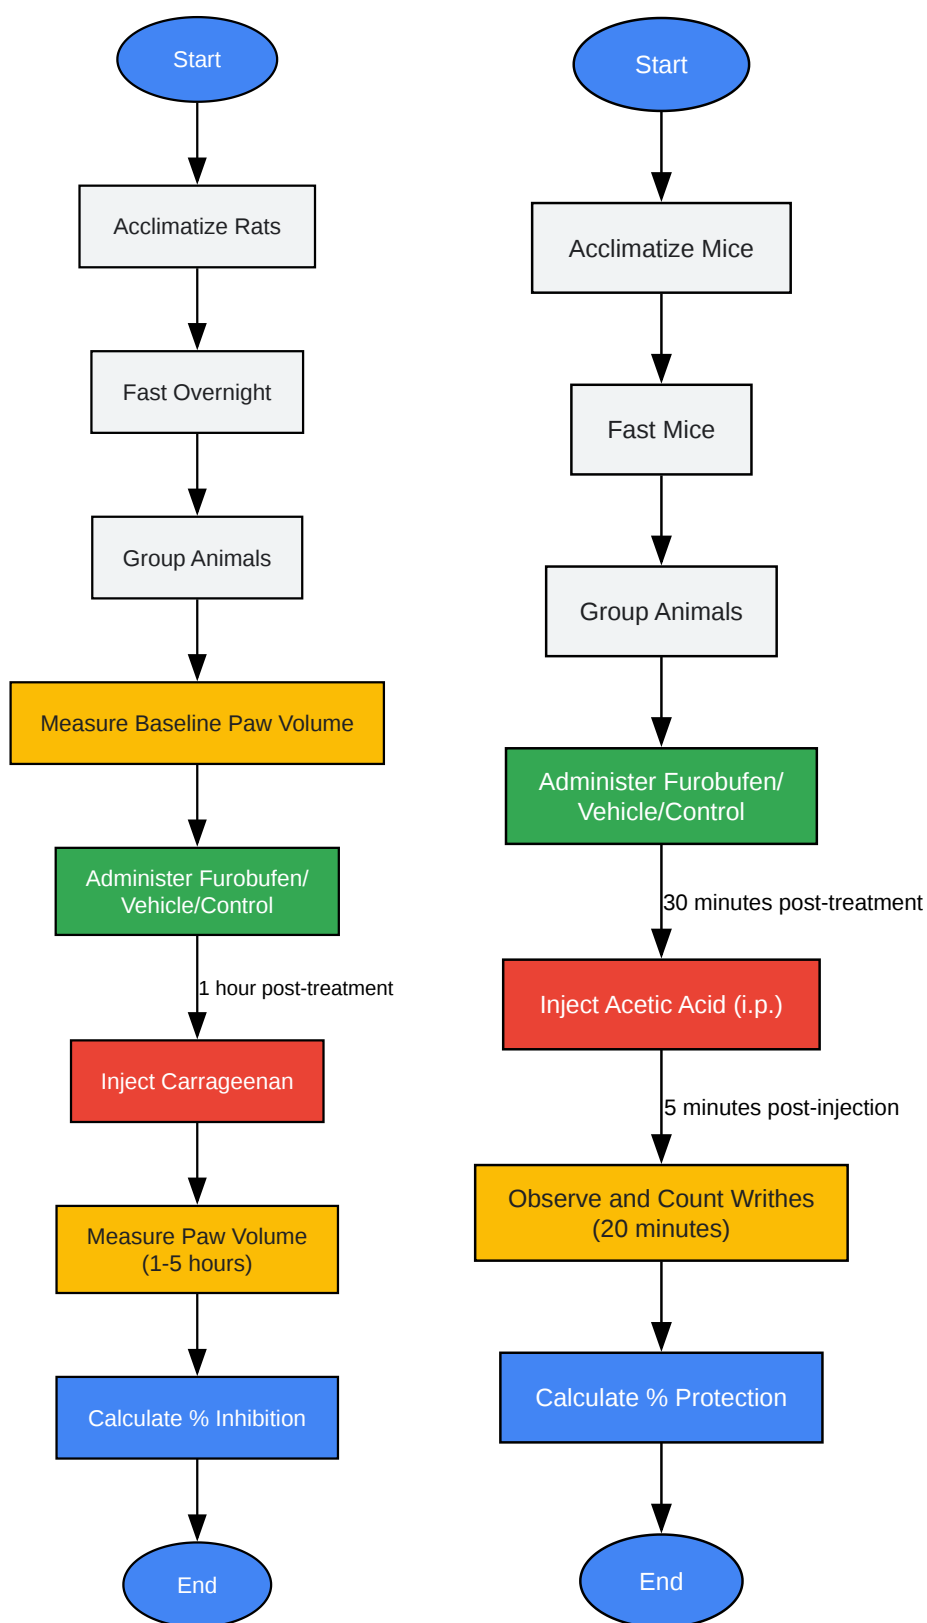 Start
Acclimatize Rats
Fast Overnight
Group Animals
Measure Baseline Paw Volume
Administer Furobufen/
Vehicle/Control
1 hour post-treatment
Inject Carrageenan
Measure Paw Volume
(1-5 hours)
Calculate % Inhibition
End
Start
Acclimatize Mice
Fast Mice
Group Animals
Administer Furobufen/
Vehicle/Control
30 minutes post-treatment
Inject Acetic Acid (i.p.)
5 minutes post-injection
Observe and Count Writhes
(20 minutes)
Calculate % Protection
End